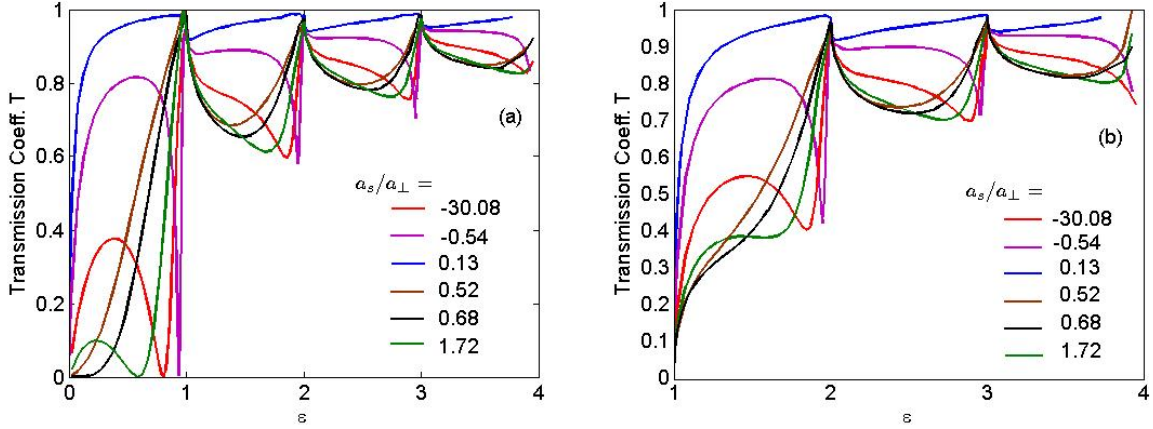 1
0.8
0.6
0.4
0.2
0
Transmission Coeff. T
0 1 2 3 4
ε
(a)
a_s/a_⊥ =
-30.08
-0.54
0.13
0.52
0.68
1.72
1
0.9
0.8
0.7
0.6
0.5
0.4
0.3
0.2
0.1
0
Transmission Coeff. T
1 2 3 4
ε
(b)
a_s/a_⊥ =
-30.08
-0.54
0.13
0.52
0.68
1.72